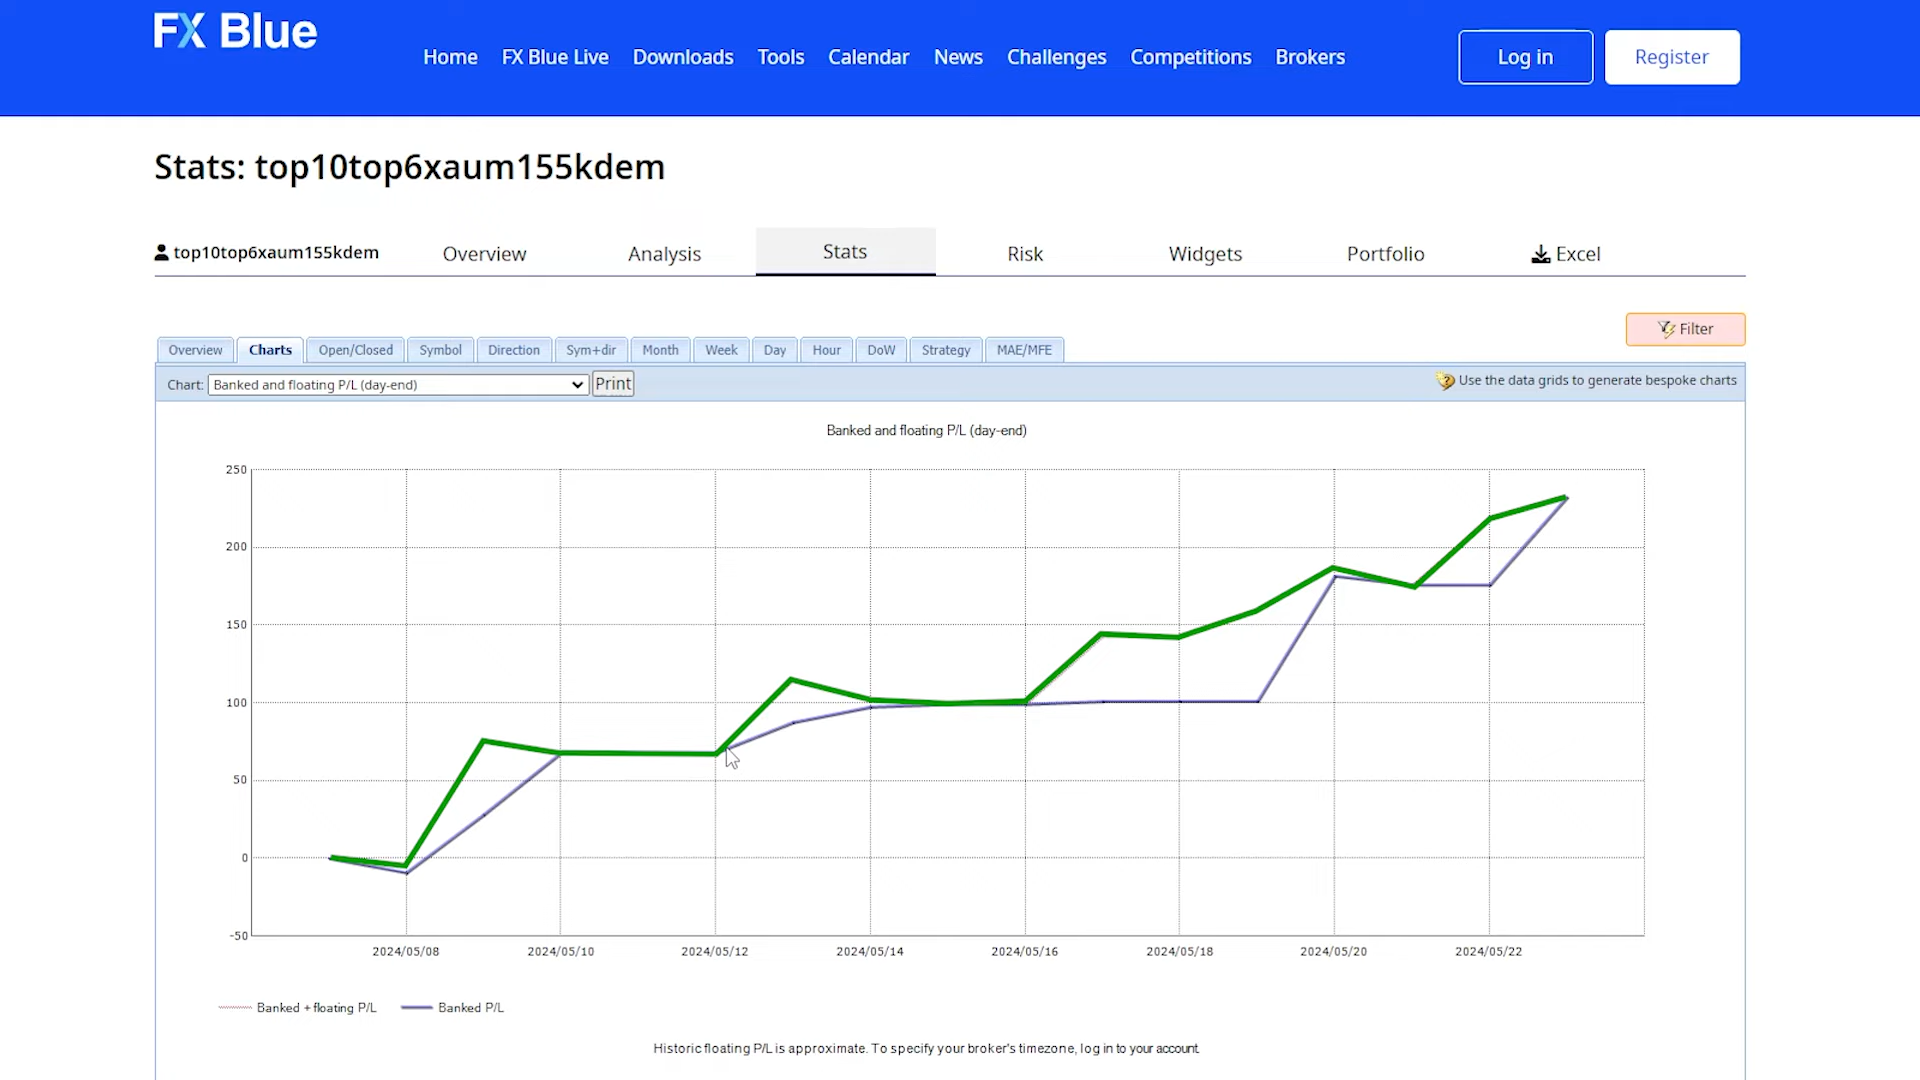 FX Blue
Home FX Blue Live Downloads Tools Calendar News Challenges Competitions Brokers Log in Register
Stats: top10top6xaum155kdem
top10top6xaum155kdem Overview Analysis Stats Risk Widgets Portfolio Excel
Filter
Overview Charts Open/Closed Symbol Direction Sym+dir Month Week Day Hour DoW Strategy MAE/MFE
Chart: Banked and floating P/L (day-end) Print Use the data grids to generate bespoke charts
Banked and floating P/L (day-end)
250
200
150
100
50
0
-50
2024/05/08 2024/05/10 2024/05/12 2024/05/14 2024/05/16 2024/05/18 2024/05/20 2024/05/22
Banked + floating P/L Banked P/L
Historic floating P/L is approximate. To specify your broker's timezone, log in to your account.